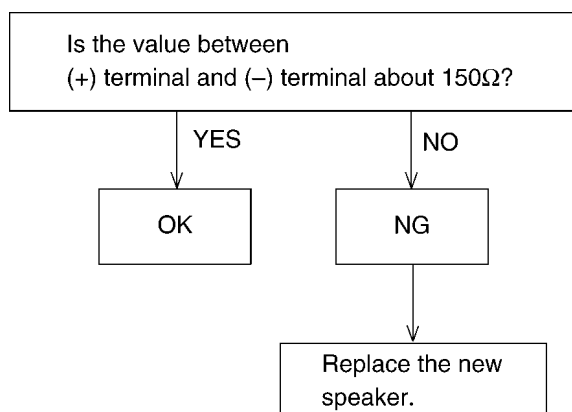 Is the value between
(+) terminal and (–) terminal about 150Ω?
YES
NO
OK
NG
Replace the new
speaker.